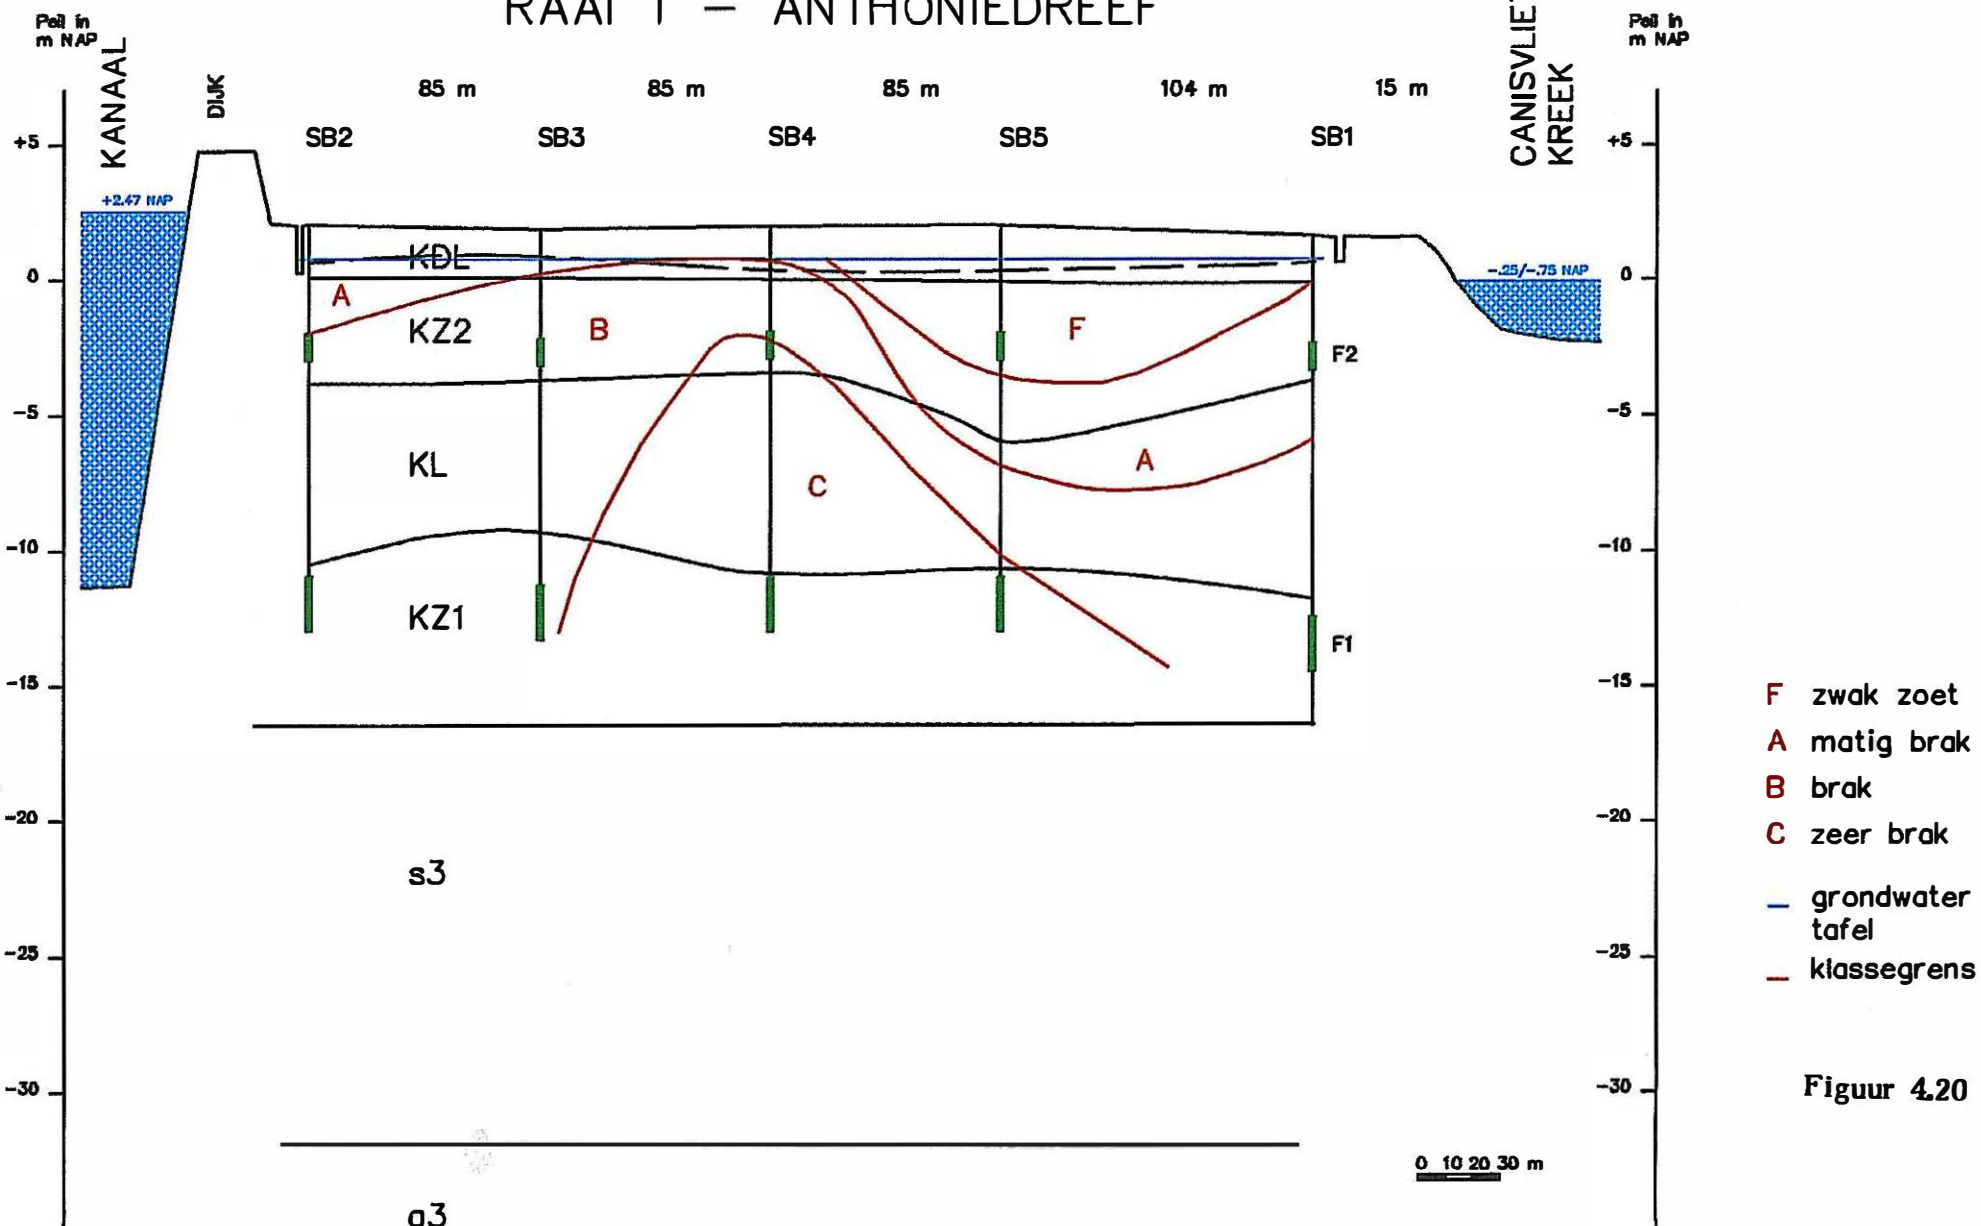 RAAI 1 – ANTHONIEDREEF
Peil in
m NAP
KANAAL
DIJK
85 m
85 m
85 m
104 m
15 m
CANISVLIET
KREEK
Peil in
m NAP
SB2
SB3
SB4
SB5
SB1
+5
0
-5
-10
-15
-20
-25
-30
+5
0
-5
-10
-15
-20
-25
-30
+2.47 NAP
-.25/-.75 NAP
KDL
A
KZ2
B
F
F2
KL
C
A
KZ1
F1
s3
a3
F zwak zoet
A matig brak
B brak
C zeer brak
grondwater
tafel
klassegrens
Figuur 4.20
0 10 20 30 m